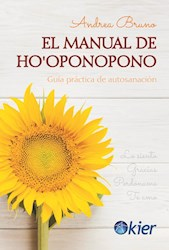 Andrea Bruno
EL MANUAL DE
HO'OPONOPONO
Guía práctica de autosanación
Lo siento
Gracias
Perdóname
Te amo
kier